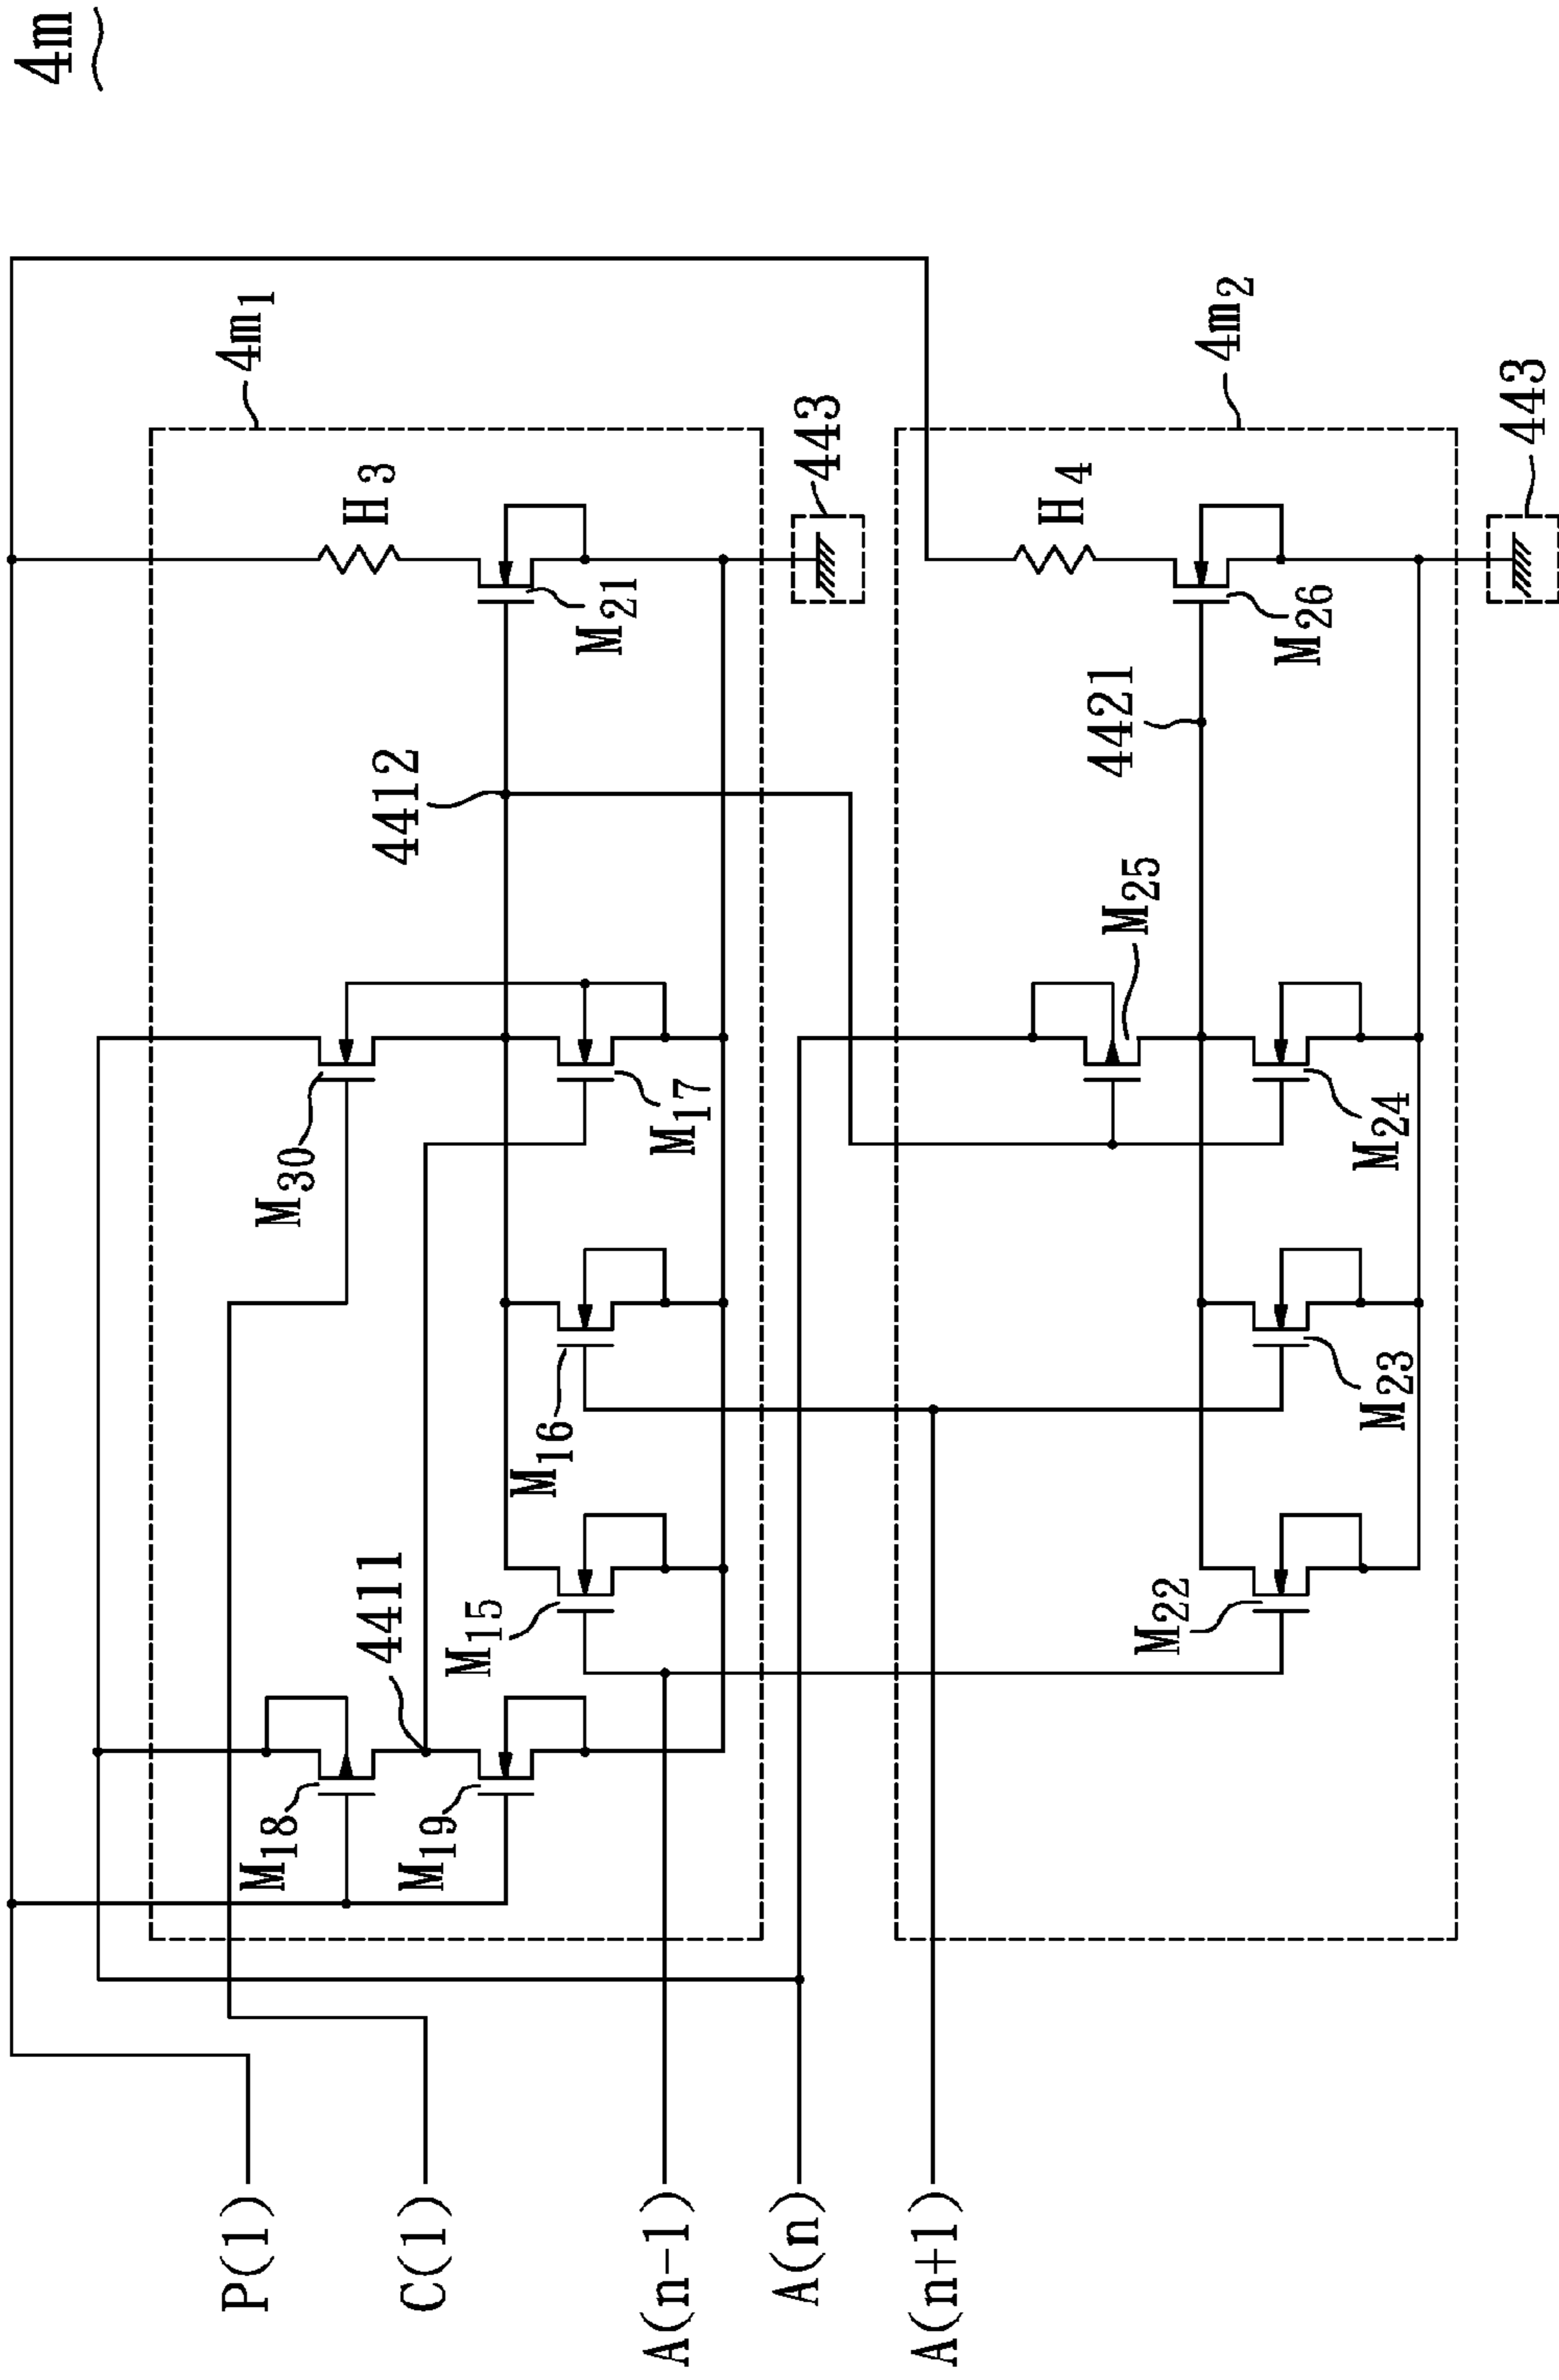 4m
4m1
H3
M21
443
4412
M30
M17
M16
M15
4411
M18
M19
4m2
H4
M26
443
4421
M25
M24
M23
M22
P(1)
C(1)
A(n-1)
A(n)
A(n+1)